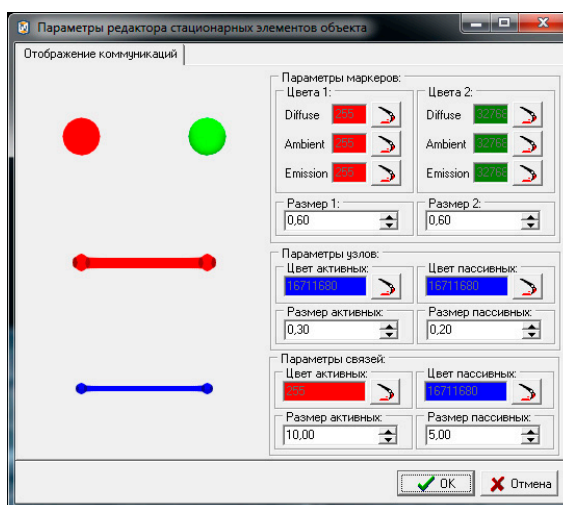 Параметры редактора стационарных элементов объекта
Отображение коммуникаций
Параметры маркеров:
Цвета 1: Цвета 2:
Diffuse 255 Diffuse 32768
Ambient 255 Ambient 32768
Emission 255 Emission 32768
Размер 1: Размер 2:
0,60 0,60
Параметры узлов:
Цвет активных: Цвет пассивных:
16711680 16711680
Размер активных: Размер пассивных:
0,30 0,20
Параметры связей:
Цвет активных: Цвет пассивных:
255 16711680
Размер активных: Размер пассивных:
10,00 5,00
OK Отмена